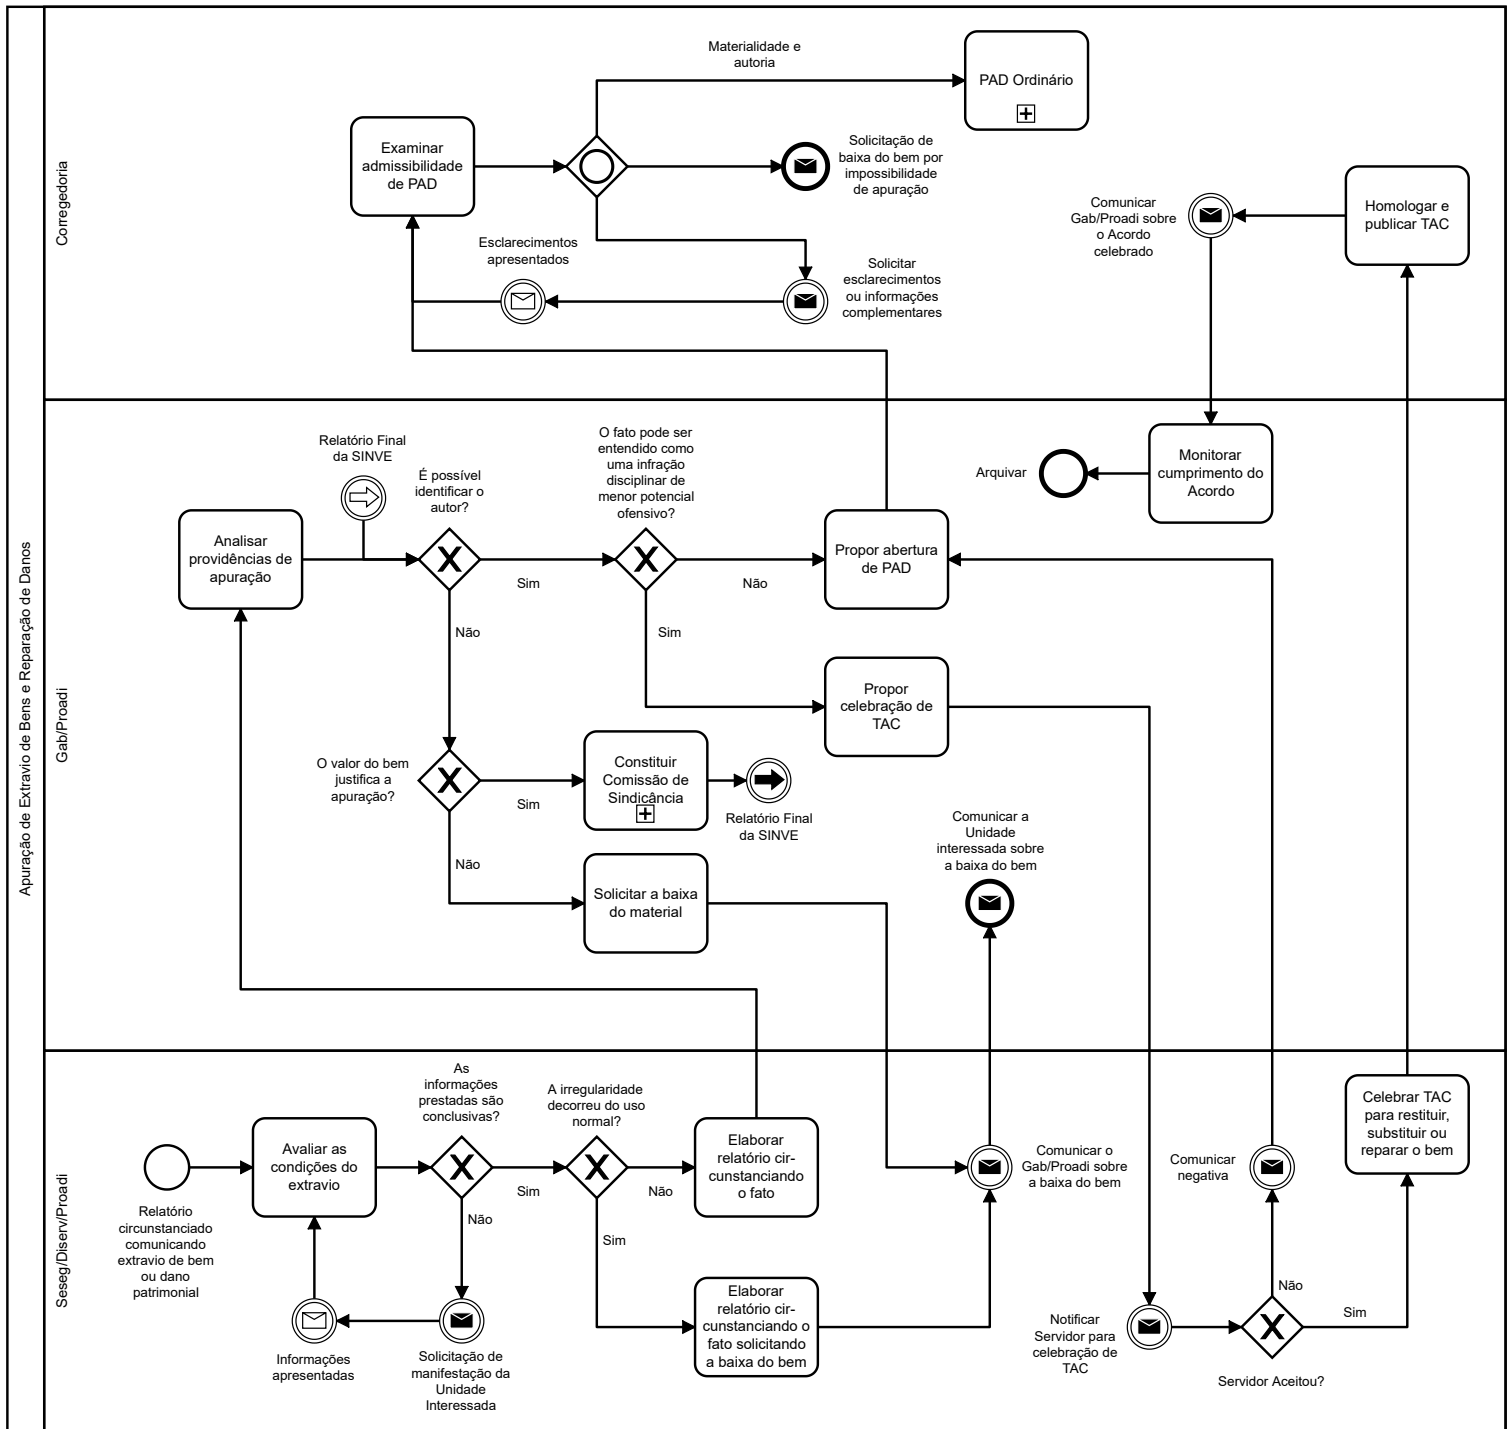 Apuração de Extravio de Bens e Reparação de Danos
Corregedoria
Materialidade e
autoria
PAD Ordinário
Examinar
admissibilidade
de PAD
Solicitação de
baixa do bem por
impossibilidade
de apuração
Esclarecimentos
apresentados
Solicitar
esclarecimentos
ou informações
complementares
Comunicar
Gab/Proadi sobre
o Acordo
celebrado
Homologar e
publicar TAC
Gab/Proadi
Relatório Final
da SINVE
É possível
identificar o
autor?
O fato pode ser
entendido como
uma infração
disciplinar de
menor potencial
ofensivo?
Arquivar
Monitorar
cumprimento do
Acordo
Analisar
providências de
apuração
Sim
Não
Propor abertura
de PAD
Não
Sim
Propor
celebração de
TAC
O valor do bem
justifica a
apuração?
Sim
Constituir
Comissão de
Sindicância
Relatório Final
da SINVE
Não
Solicitar a baixa
do material
Comunicar a
Unidade
interessada sobre
a baixa do bem
Seseg/Diserv/Proadi
Relatório
circunstanciado
comunicando
extravio de bem
ou dano
patrimonial
Avaliar as
condições do
extravio
As
informações
prestadas são
conclusivas?
Sim
Não
A irregularidade
decorreu do uso
normal?
Não
Sim
Elaborar
relatório cir-
cunstanciando
o fato
Elaborar
relatório cir-
cunstanciando o
fato solicitando
a baixa do bem
Informações
apresentadas
Solicitação de
manifestação da
Unidade
Interessada
Comunicar o
Gab/Proadi sobre
a baixa do bem
Comunicar
negativa
Celebrar TAC
para restituir,
substituir ou
reparar o bem
Notificar
Servidor para
celebração de
TAC
Não
Sim
Servidor Aceitou?